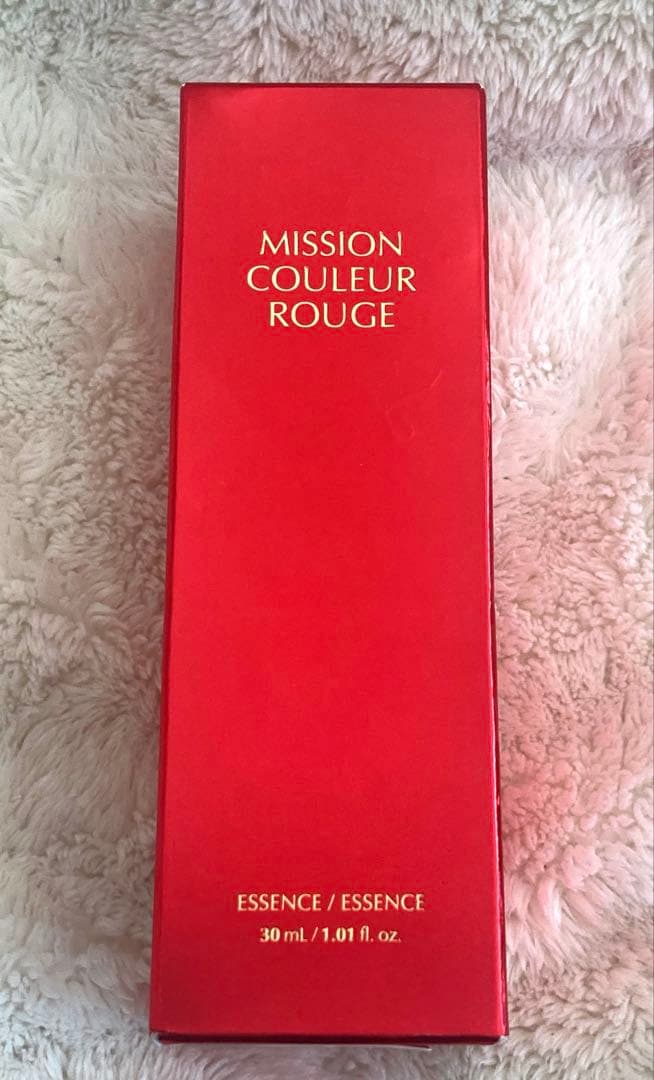 MISSION
COULEUR
ROUGE
ESSENCE / ESSENCE
30 mL / 1.01 fl. oz.